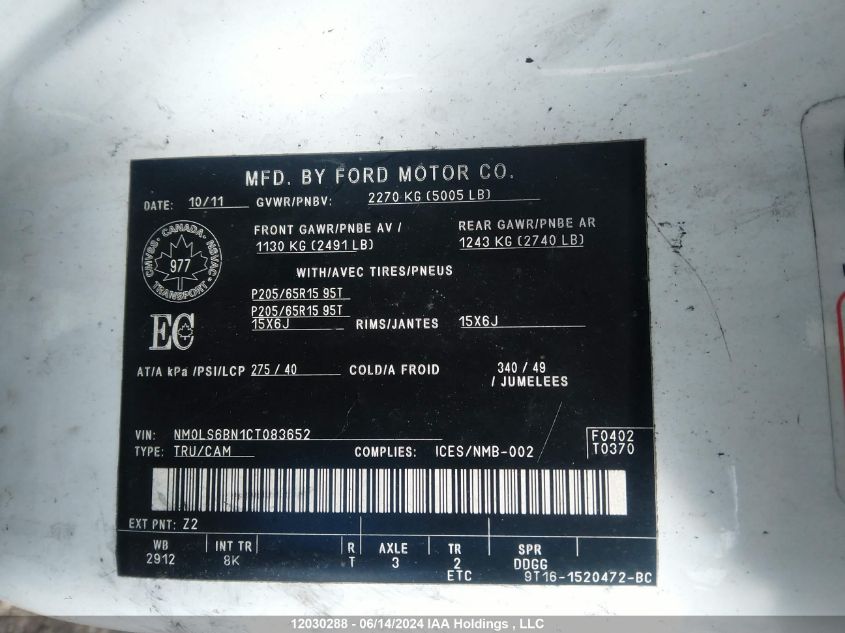 MFD. BY FORD MOTOR CO.
DATE: 10/11 GVWR/PNBV: 2270 KG (5005 LB)
FRONT GAWR/PNBE AV / REAR GAWR/PNBE AR
1130 KG (2491 LB) 1243 KG (2740 LB)
CMVSS · CANADA · NSVAC
977
TRANSPORT
WITH/AVEC TIRES/PNEUS
P205/65R15 95T
P205/65R15 95T
15X6J RIMS/JANTES 15X6J
EC
AT/A kPa /PSI/LCP 275 / 40 COLD/A FROID 340 / 49
/ JUMELEES
VIN: NM0LS6BN1CT083652
F0402
TYPE: TRU/CAM COMPLIES: ICES/NMB-002 T0370
EXT PNT: Z2
WB INT TR R AXLE TR SPR
2912 8K T 3 2 DDGG
ETC 9T16-1520472-BC
12030288 - 06/14/2024 IAA Holdings, LLC